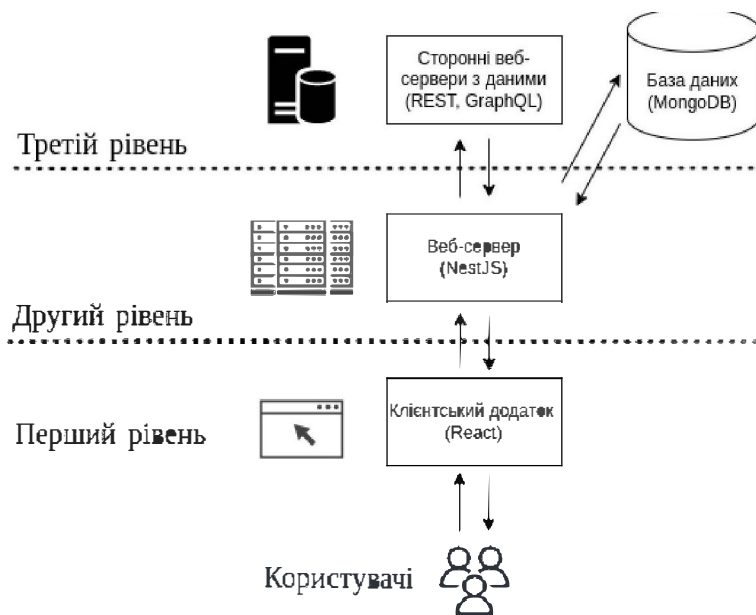 Сторонні веб-
сервери з даними
(REST, GraphQL)
База даних
(MongoDB)
Третій рівень
Веб-сервер
(NestJS)
Другий рівень
Клієнтський додаток
(React)
Перший рівень
Користувачі